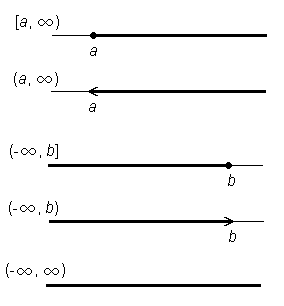 [a, ∞)
a
(a, ∞)
a
(-∞, b]
b
(-∞, b)
b
(-∞, ∞)